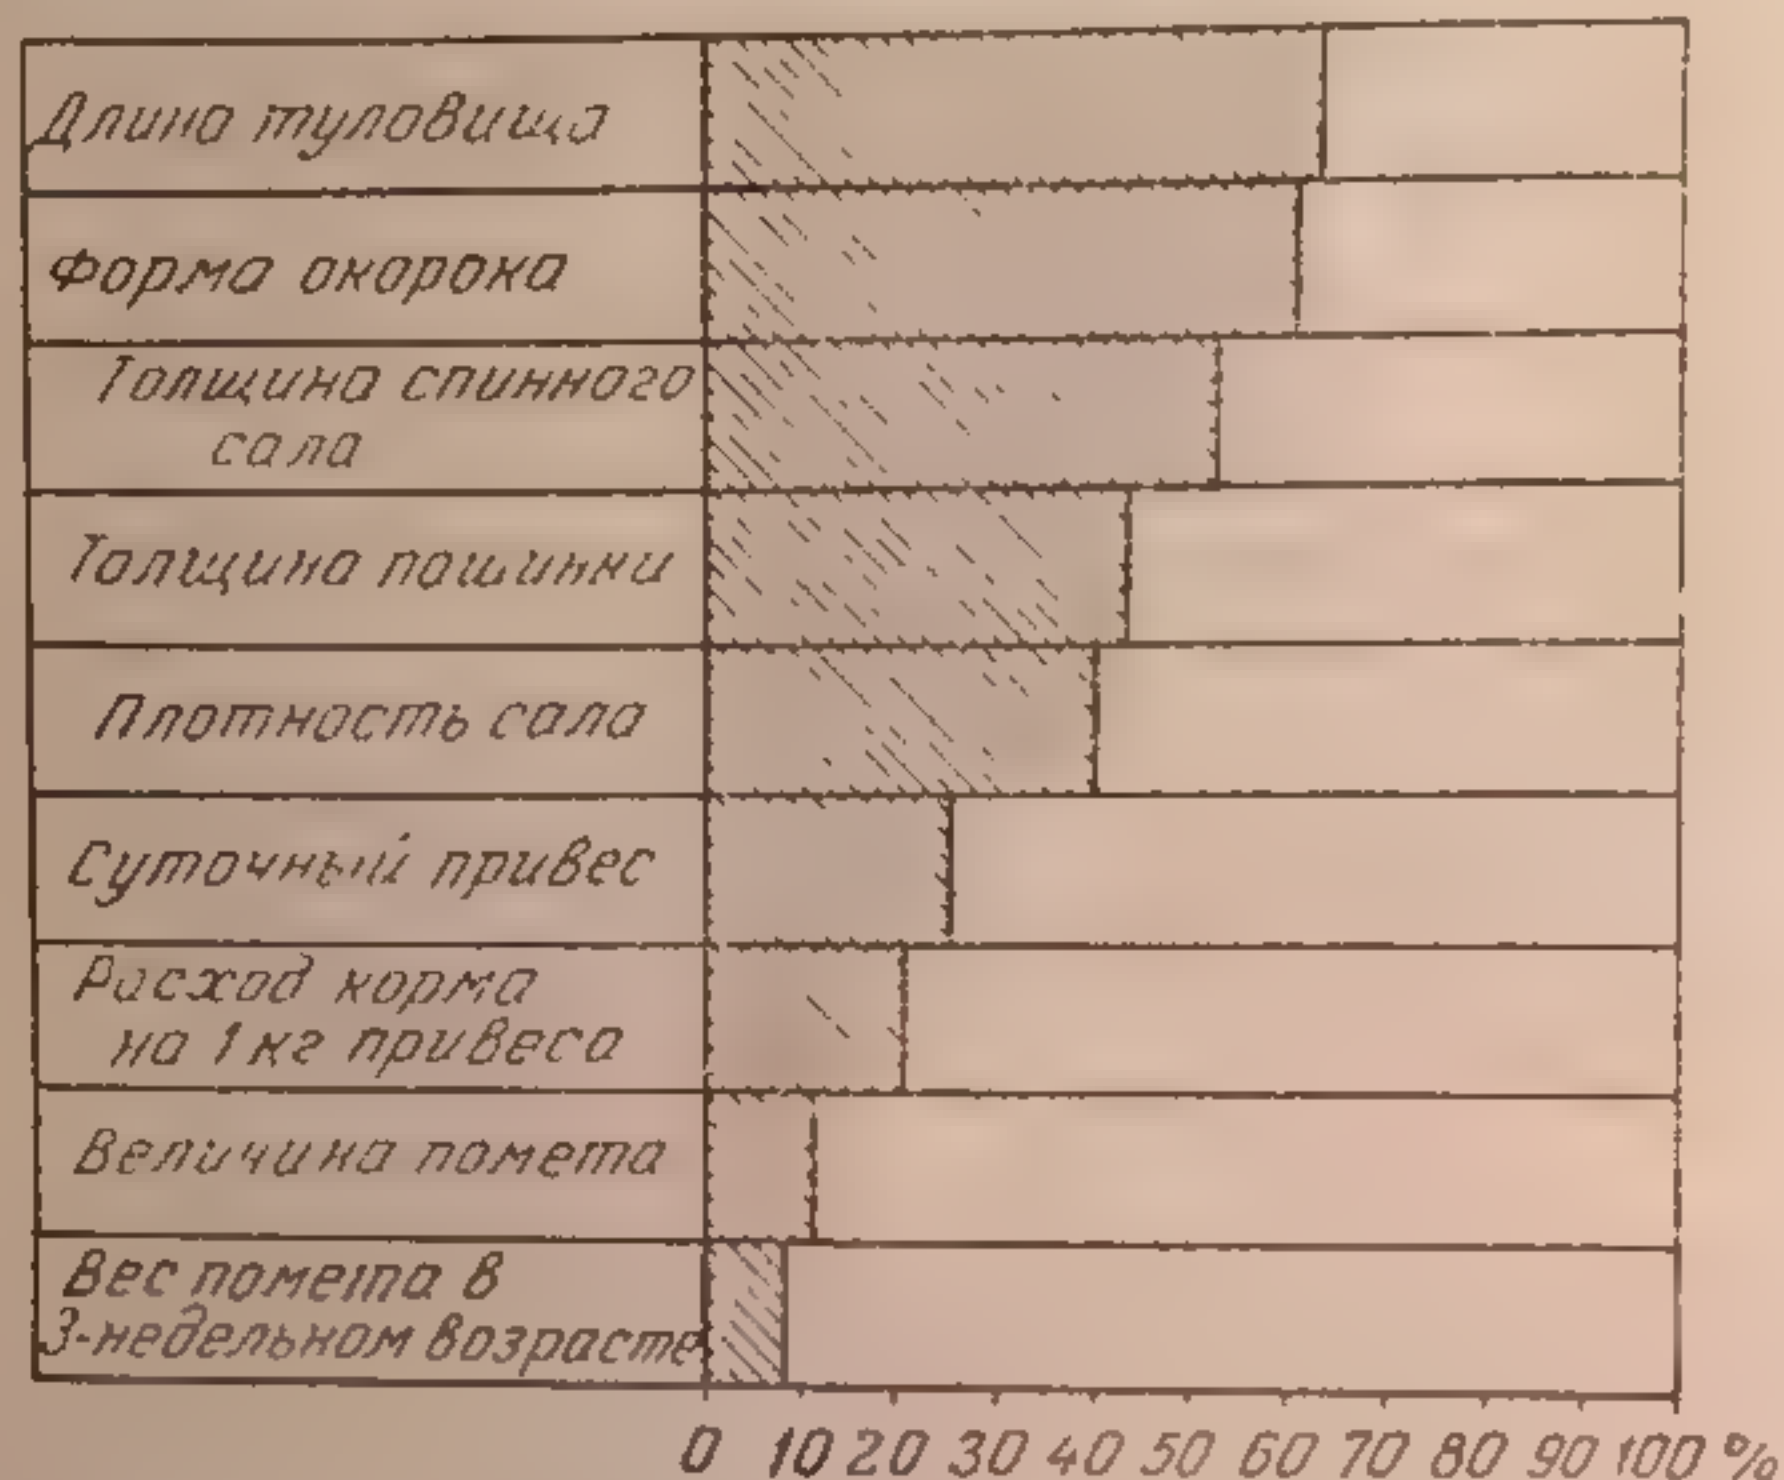 Длина туловища
Форма окорока
Толщина спинного
сала
Толщина пашинки
Плотность сала
Суточный привес
Расход корма
на 1 кг привеса
Величина помета
Вес помета в
3-недельном возрасте
0 10 20 30 40 50 60 70 80 90 100 %